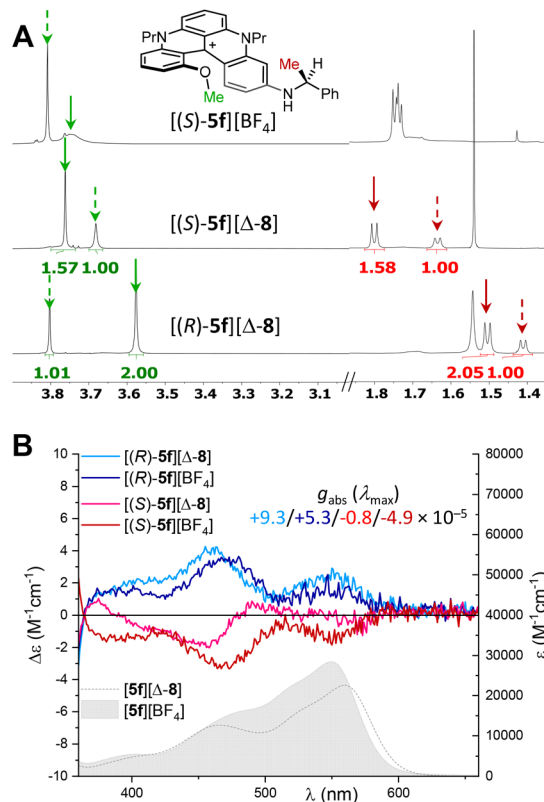 A
NPr
NPr
+
O
Me
Me
H
N
H
Ph
[(S)-5f][BF4]
[(S)-5f][Δ-8]
1.57 1.00
1.58 1.00
[(R)-5f][Δ-8]
1.01 2.00
2.05 1.00
3.8 3.7 3.6 3.5 3.4 3.3 3.2 3.1 // 1.8 1.7 1.6 1.5 1.4
B
10
8
6
4
2
0
-2
-4
-6
-8
-10
Δε (M-1cm-1)
[(R)-5f][Δ-8]
[(R)-5f][BF4]
[(S)-5f][Δ-8]
[(S)-5f][BF4]
gabs (λmax)
+9.3/+5.3/-0.8/-4.9 × 10−5
[5f][Δ-8]
[5f][BF4]
400 500 600
λ (nm)
80000
70000
60000
50000
40000
30000
20000
10000
0
ε (M-1cm-1)